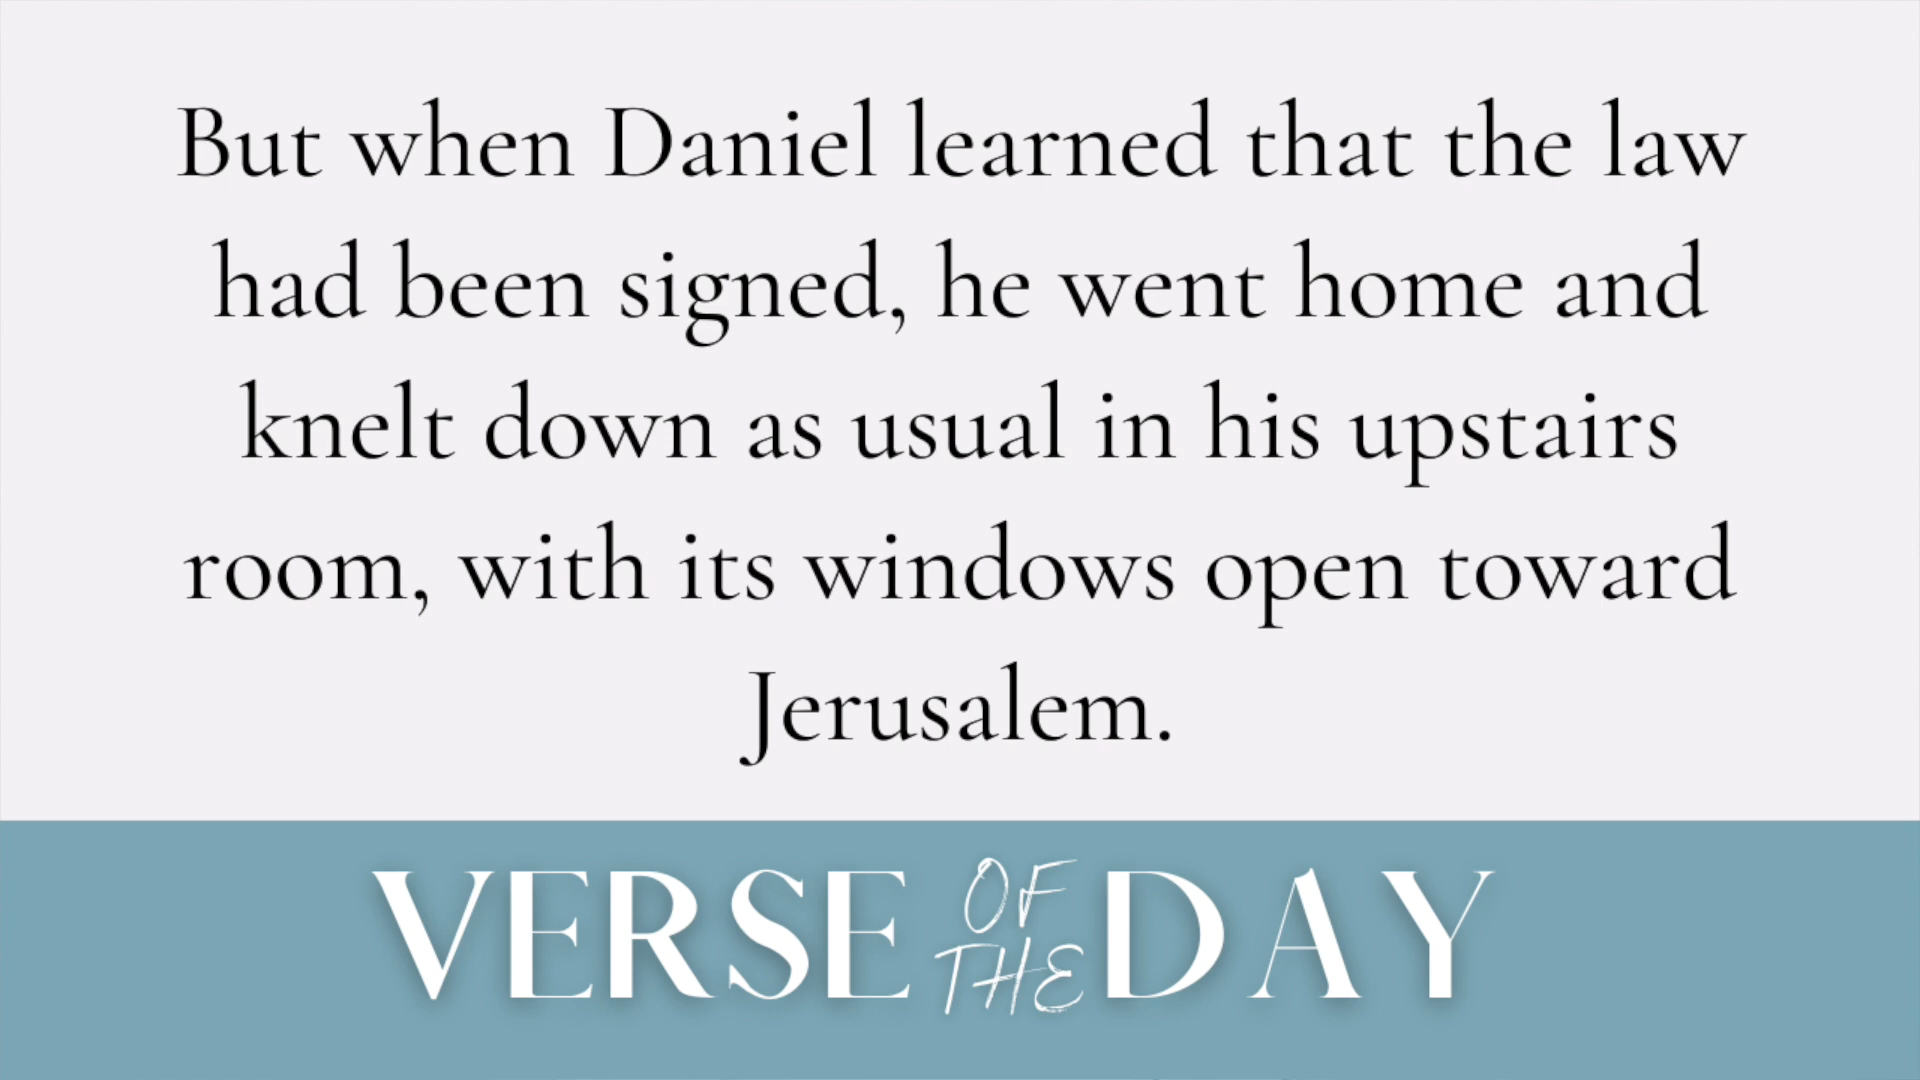 But when Daniel learned that the law
had been signed, he went home and
knelt down as usual in his upstairs
room, with its windows open toward
Jerusalem.
VERSE OF THE DAY